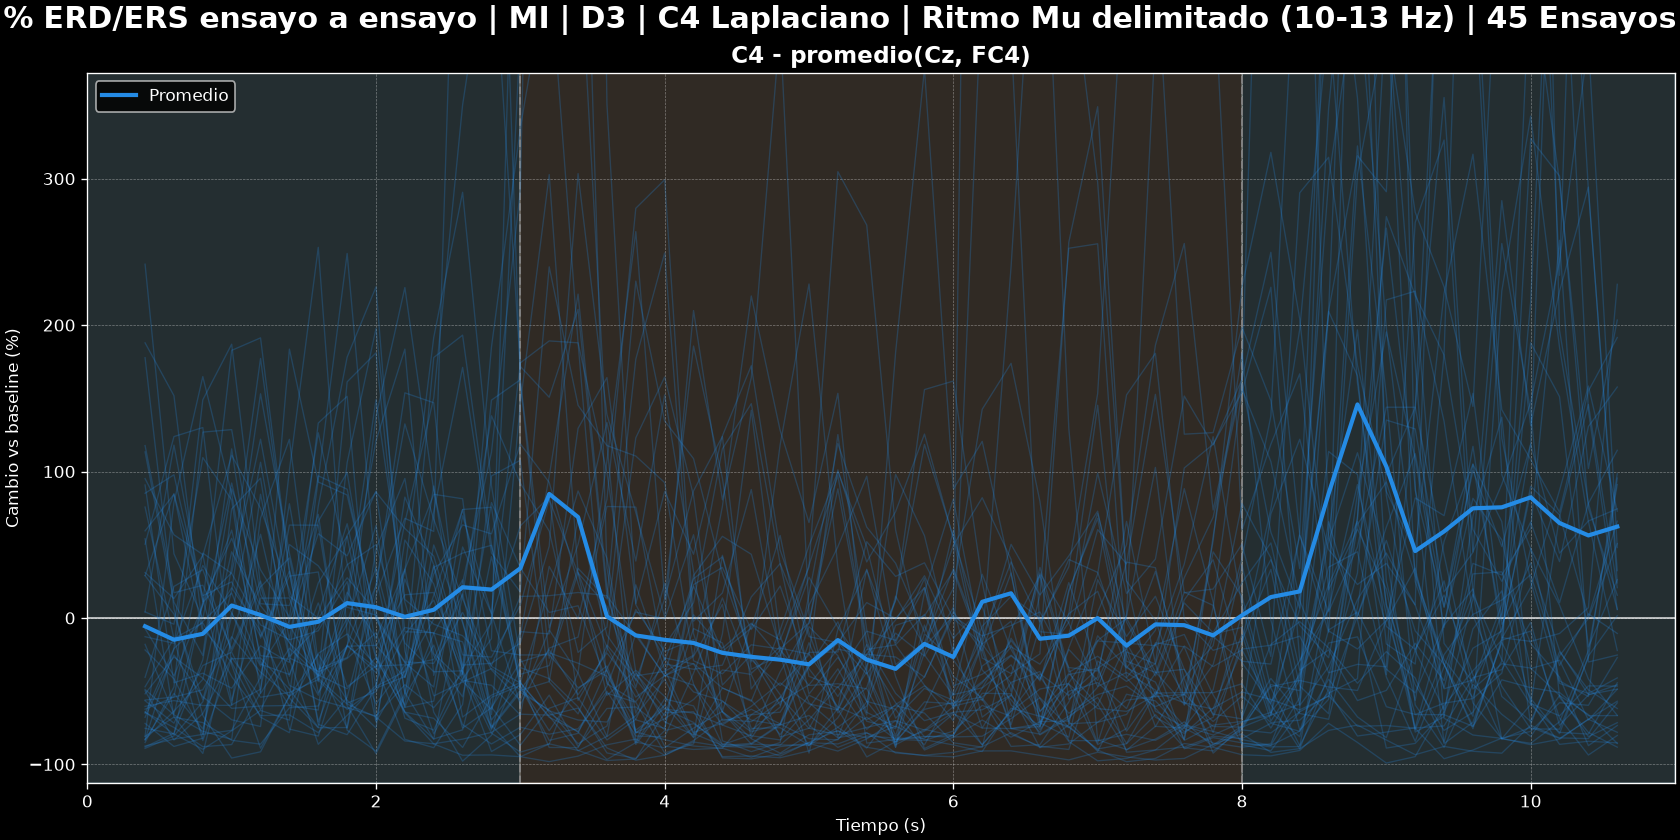 % ERD/ERS ensayo a ensayo | MI | D3 | C4 Laplaciano | Ritmo Mu delimitado (10-13 Hz) | 45 Ensayos
C4 - promedio(Cz, FC4)
Promedio
Cambio vs baseline (%)
300
200
100
0
−100
0 2 4 6 8 10
Tiempo (s)